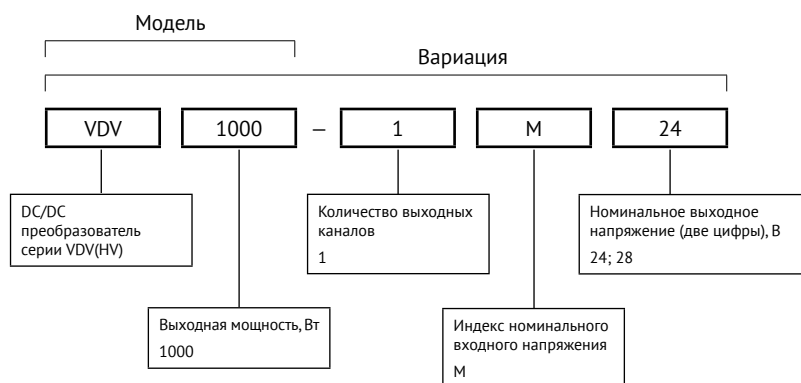 Модель
Вариация
VDV 1000 – 1 M 24
DC/DC
преобразователь
серии VDV(HV)
Количество выходных
каналов
1
Номинальное выходное
напряжение (две цифры), В
24; 28
Выходная мощность, Вт
1000
Индекс номинального
входного напряжения
М